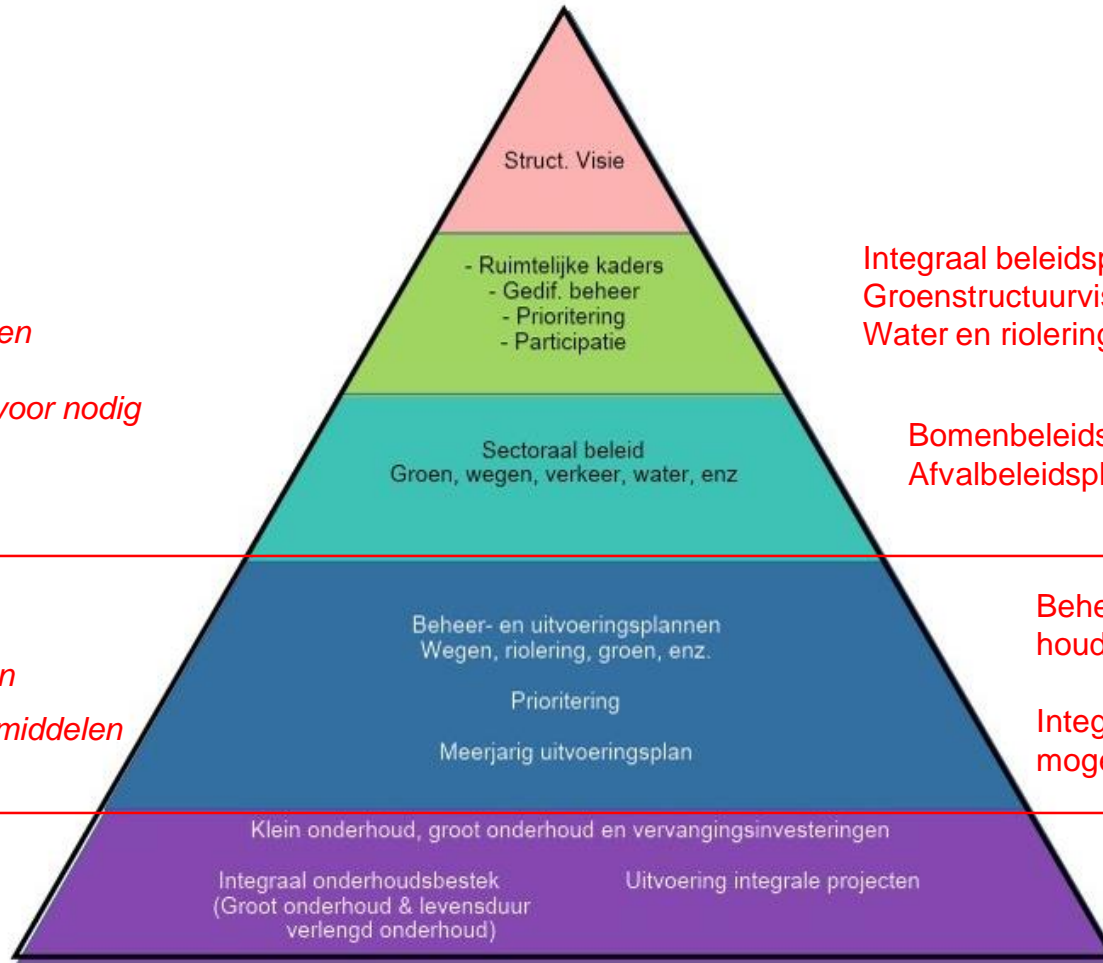 Struct. Visie
- Ruimtelijke kaders
- Gedif. beheer
- Prioritering
- Participatie
Sectoraal beleid
Groen, wegen, verkeer, water, enz
Beheer- en uitvoeringsplannen
Wegen, riolering, groen, enz.
Prioritering
Meerjarig uitvoeringsplan
Klein onderhoud, groot onderhoud en vervangingsinvesteringen
Integraal onderhoudsbestek
(Groot onderhoud & levensduur
verlengd onderhoud)
Uitvoering integrale projecten
en
voor nodig
n
middelen
Integraal beleidsp
Groenstructuurvis
Water en riolering
Bomenbeleids
Afvalbeleidspl
Behe
houd
Integ
moge